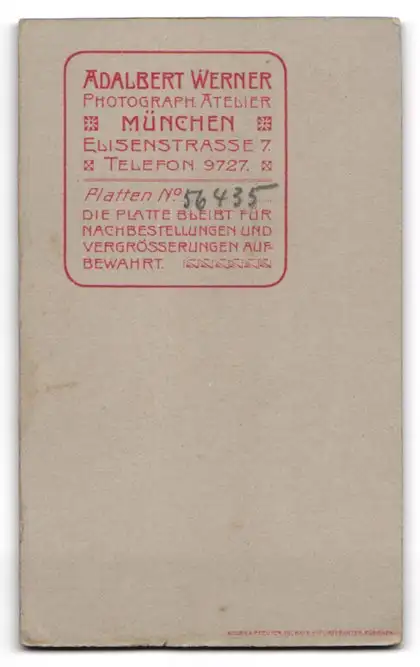 ADALBERT WERNER
PHOTOGRAPH. ATELIER
MÜNCHEN
ELISENSTRASSE 7.
TELEFON 9727.
Platten No 56435
DIE PLATTE BLEIBT FÜR
NACHBESTELLUNGEN UND
VERGRÖSSERUNGEN AUF
BEWAHRT.